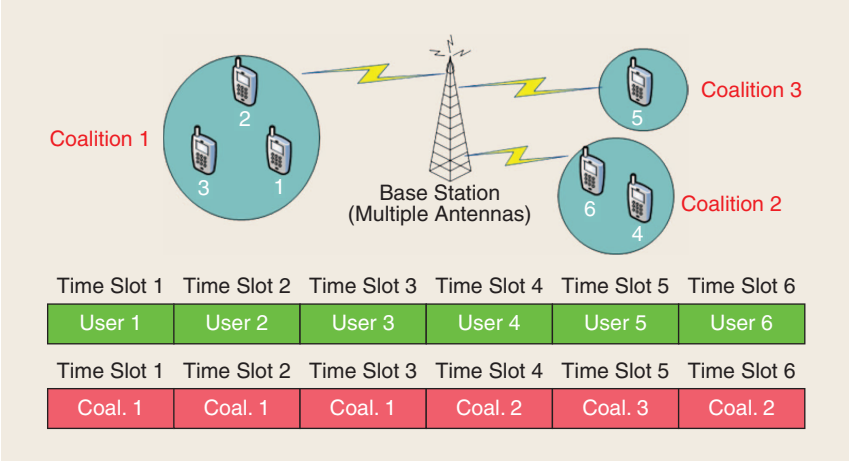 2
3
1
Coalition 1
Base Station
(Multiple Antennas)
5
Coalition 3
6
4
Coalition 2
Time Slot 1 Time Slot 2 Time Slot 3 Time Slot 4 Time Slot 5 Time Slot 6
User 1 User 2 User 3 User 4 User 5 User 6
Time Slot 1 Time Slot 2 Time Slot 3 Time Slot 4 Time Slot 5 Time Slot 6
Coal. 1 Coal. 1 Coal. 1 Coal. 2 Coal. 3 Coal. 2